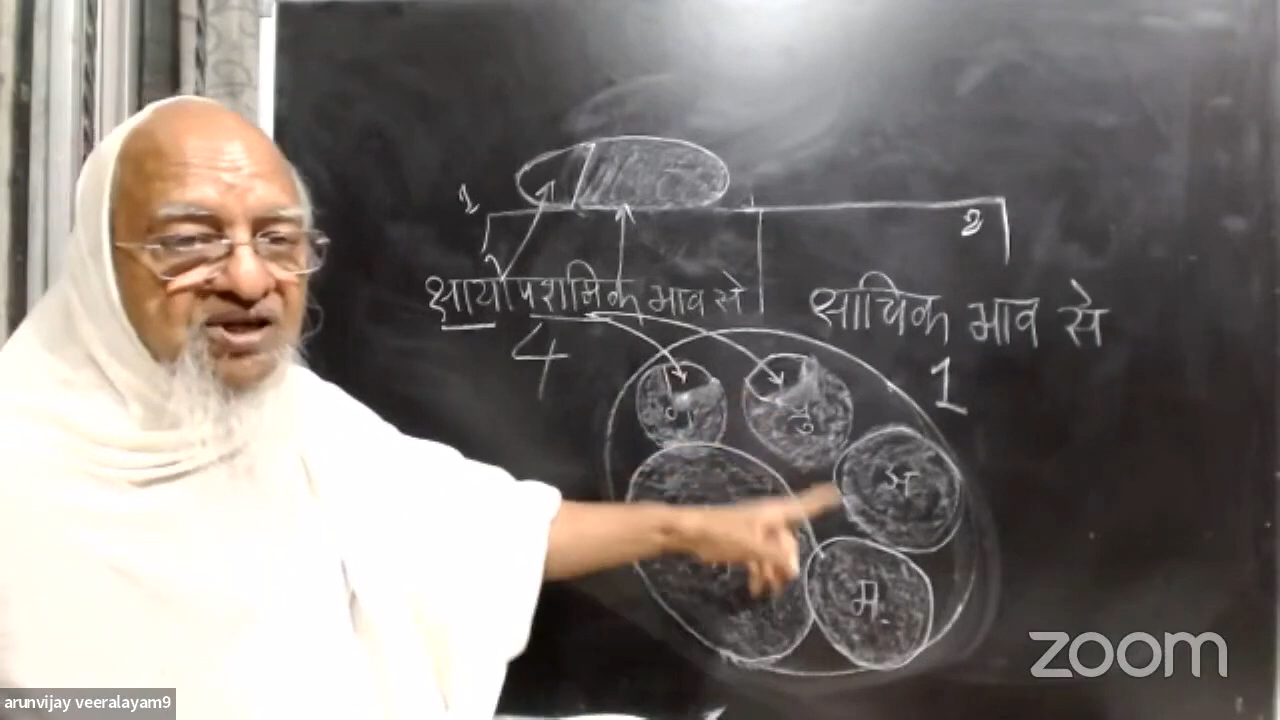 1
2
क्षायोपशमिक भाव से
क्षायिक भाव से
4
1
म
श्रु
अ
म
zoom
arunvijay veeralayam9